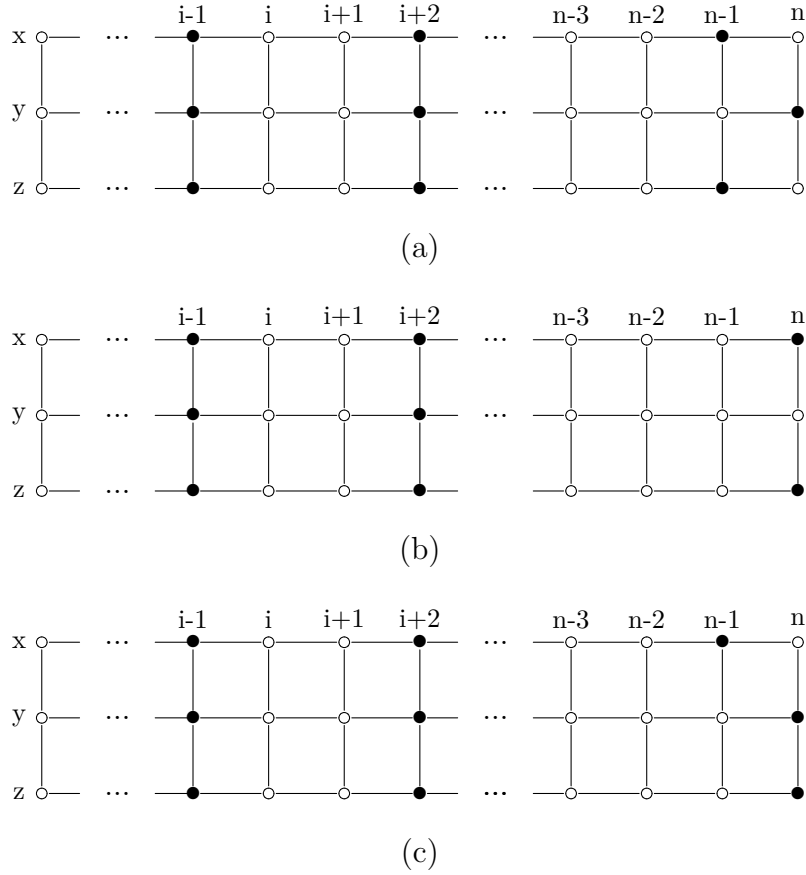 i-1 i i+1 i+2 n-3 n-2 n-1 n
x ... ...
y ... ...
z ... ...
(a)
i-1 i i+1 i+2 n-3 n-2 n-1 n
x ... ...
y ... ...
z ...
(b)
i-1 i i+1 i+2 n-3 n-2 n-1 n
x ... ...
y ... ...
z ... ...
(c)